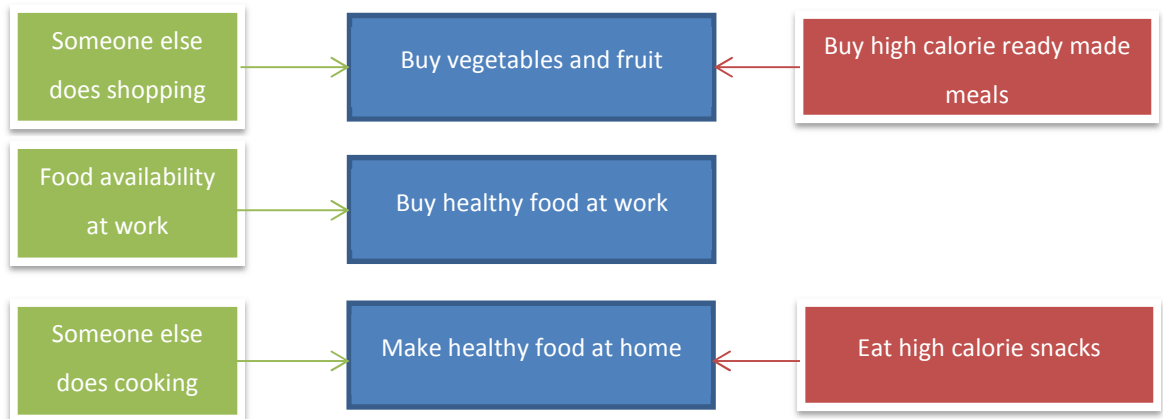 Someone else
does shopping
Buy vegetables and fruit
Buy high calorie ready made
meals
Food availability
at work
Buy healthy food at work
Someone else
does cooking
Make healthy food at home
Eat high calorie snacks